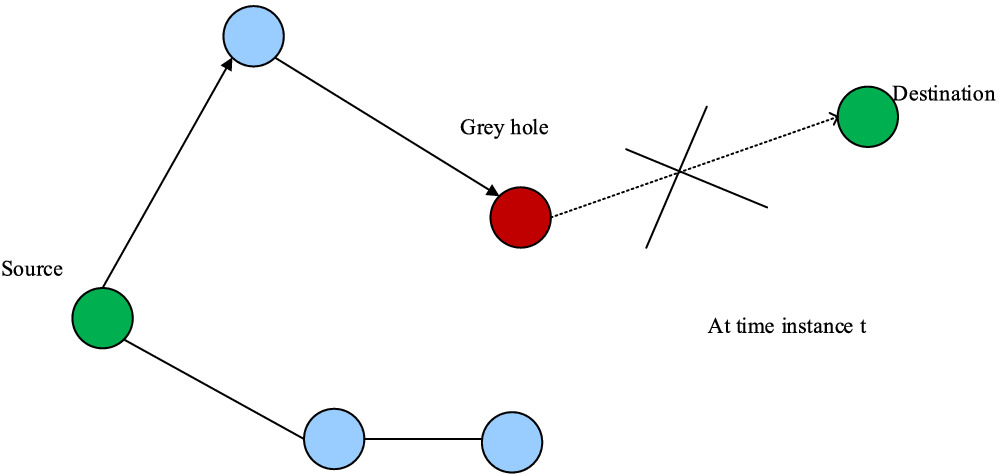 Destination
Grey hole
Source
At time instance t